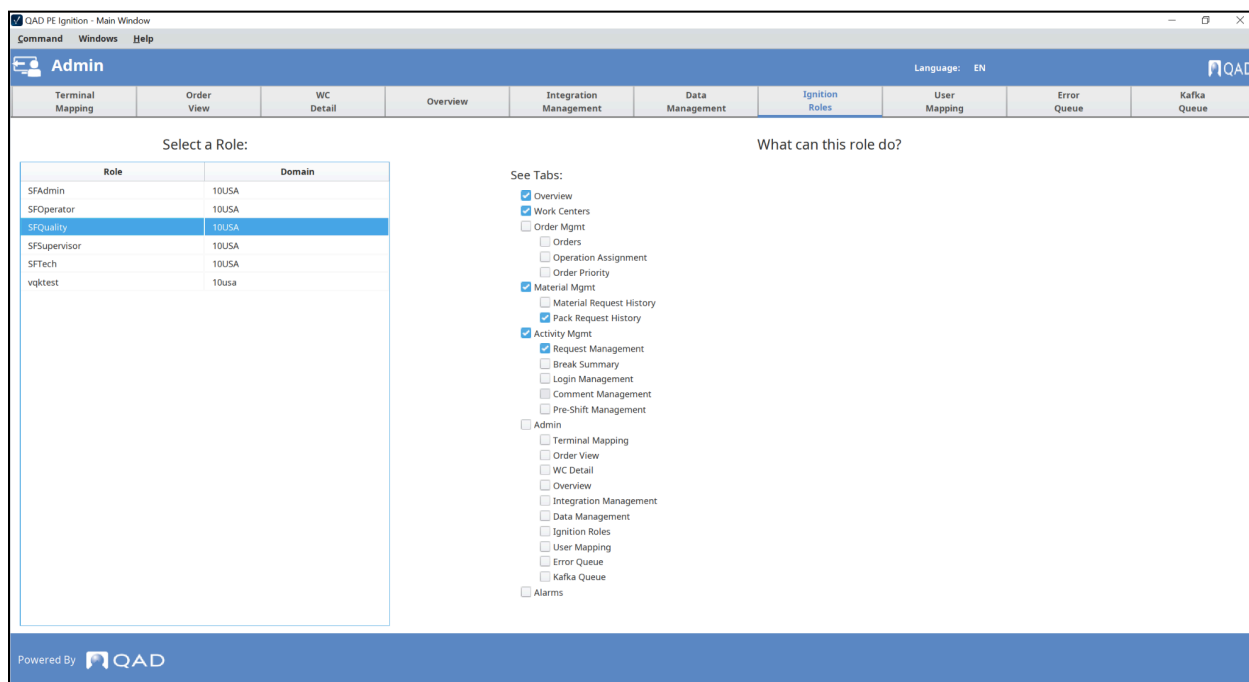 QAD PE Ignition - Main Window
Command Windows Help
Admin
Language: EN
QAD
Terminal Mapping
Order View
WC Detail
Overview
Integration Management
Data Management
Ignition Roles
User Mapping
Error Queue
Kafka Queue
Select a Role:
Role Domain
SFAdmin 10USA
SFOperator 10USA
SFQuality 10USA
SFSupervisor 10USA
SFTech 10USA
vqktest 10usa
What can this role do?
See Tabs:
Overview
Work Centers
Order Mgmt
Orders
Operation Assignment
Order Priority
Material Mgmt
Material Request History
Pack Request History
Activity Mgmt
Request Management
Break Summary
Login Management
Comment Management
Pre-Shift Management
Admin
Terminal Mapping
Order View
WC Detail
Overview
Integration Management
Data Management
Ignition Roles
User Mapping
Error Queue
Kafka Queue
Alarms
Powered By QAD